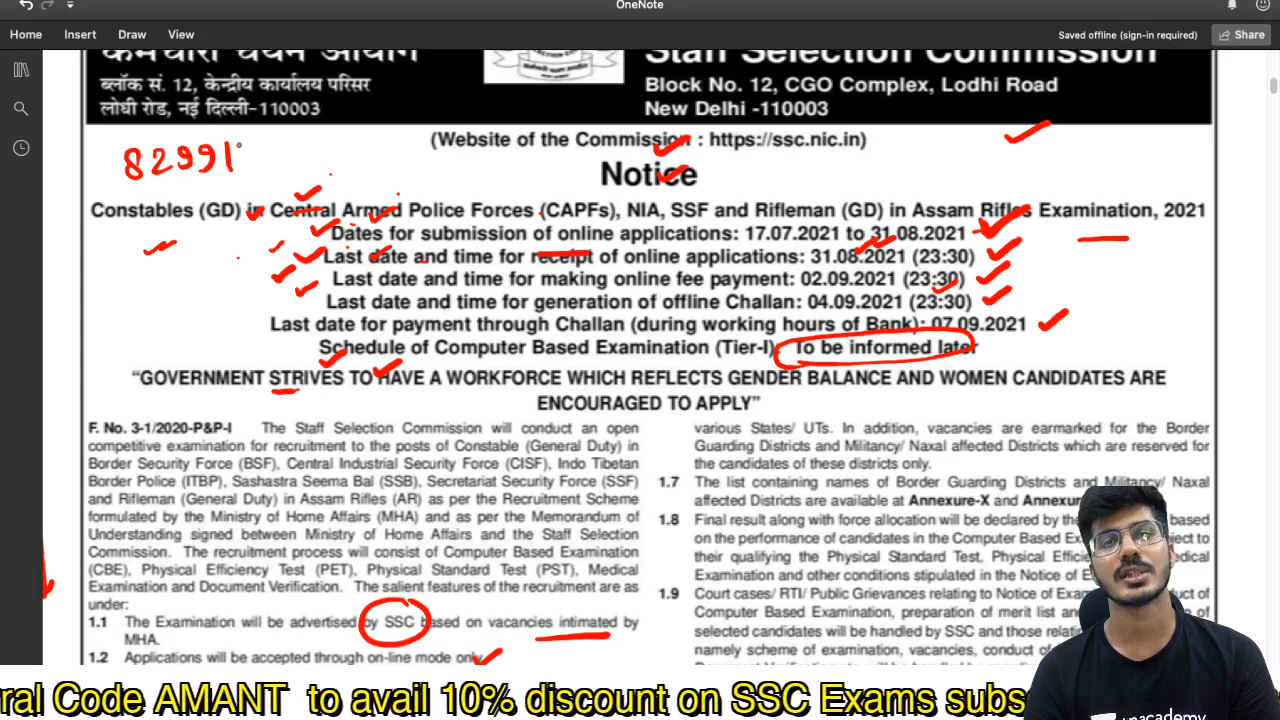 OneNote
Home Insert Draw View
Saved offline (sign-in required) Share
कर्मचारी चयन आयोग
ब्लॉक सं. 12, केन्द्रीय कार्यालय परिसर
लोधी रोड, नई दिल्ली-110003
Staff Selection Commission
Block No. 12, CGO Complex, Lodhi Road
New Delhi -110003
(Website of the Commission : https://ssc.nic.in)
82991
Notice
Constables (GD) in Central Armed Police Forces (CAPFs), NIA, SSF and Rifleman (GD) in Assam Rifles Examination, 2021
Dates for submission of online applications: 17.07.2021 to 31.08.2021
Last date and time for receipt of online applications: 31.08.2021 (23:30)
Last date and time for making online fee payment: 02.09.2021 (23:30)
Last date and time for generation of offline Challan: 04.09.2021 (23:30)
Last date for payment through Challan (during working hours of Bank): 07.09.2021
Schedule of Computer Based Examination (Tier-I) To be informed later
“GOVERNMENT STRIVES TO HAVE A WORKFORCE WHICH REFLECTS GENDER BALANCE AND WOMEN CANDIDATES ARE
ENCOURAGED TO APPLY”
F. No. 3-1/2020-P&P-I The Staff Selection Commission will conduct an open
competitive examination for recruitment to the posts of Constable (General Duty) in
Border Security Force (BSF), Central Industrial Security Force (CISF), Indo Tibetan
Border Police (ITBP), Sashastra Seema Bal (SSB), Secretariat Security Force (SSF)
and Rifleman (General Duty) in Assam Rifles (AR) as per the Recruitment Scheme
formulated by the Ministry of Home Affairs (MHA) and as per the Memorandum of
Understanding signed between Ministry of Home Affairs and the Staff Selection
Commission. The recruitment process will consist of Computer Based Examination
(CBE), Physical Efficiency Test (PET), Physical Standard Test (PST), Medical
Examination and Document Verification. The salient features of the recruitment are as
under:
1.1 The Examination will be advertised by SSC based on vacancies intimated by
MHA.
1.2 Applications will be accepted through on-line mode only.
various States/ UTs. In addition, vacancies are earmarked for the Border
Guarding Districts and Militancy/ Naxal affected Districts which are reserved for
the candidates of these districts only.
1.7 The list containing names of Border Guarding Districts and Militancy/ Naxal
affected Districts are available at Annexure-X and
1.8 Final result along with force allocation will be declared by the based
on the performance of candidates in the Computer Based
their qualifying the Physical Standard Test, Physical
Examination and other conditions stipulated in the Notice of
1.9 Court cases/ RTI/ Public Grievances relating to Notice of
Computer Based Examination, preparation of merit list
selected candidates will be handled by SSC and those
namely scheme of examination, vacancies, conduct of
Code AMANT to avail 10% discount on SSC Exams